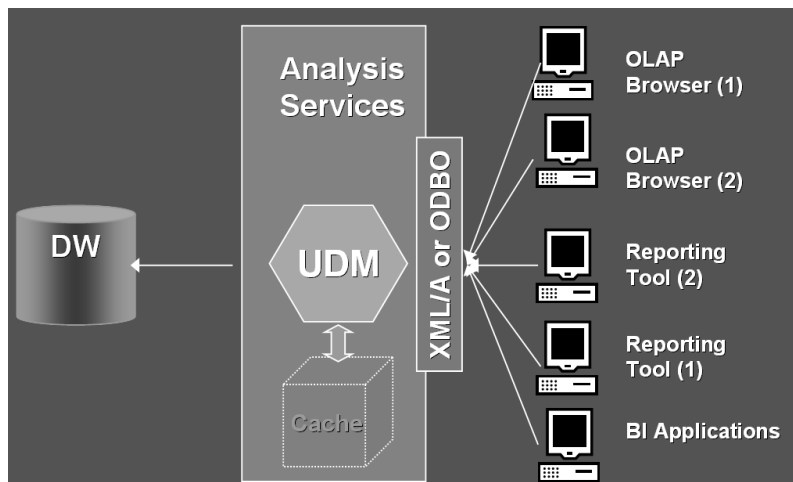 Analysis
Services
DW
UDM
Cache
XML/A or ODBO
OLAP
Browser (1)
OLAP
Browser (2)
Reporting
Tool (2)
Reporting
Tool (1)
BI Applications